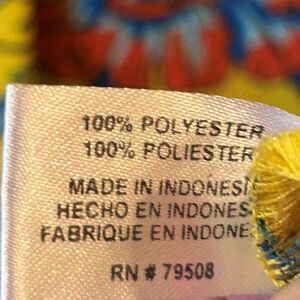 100% POLYESTER
100% POLIESTER
MADE IN INDONESI
HECHO EN INDONES
FABRIQUE EN INDONE
RN # 79508